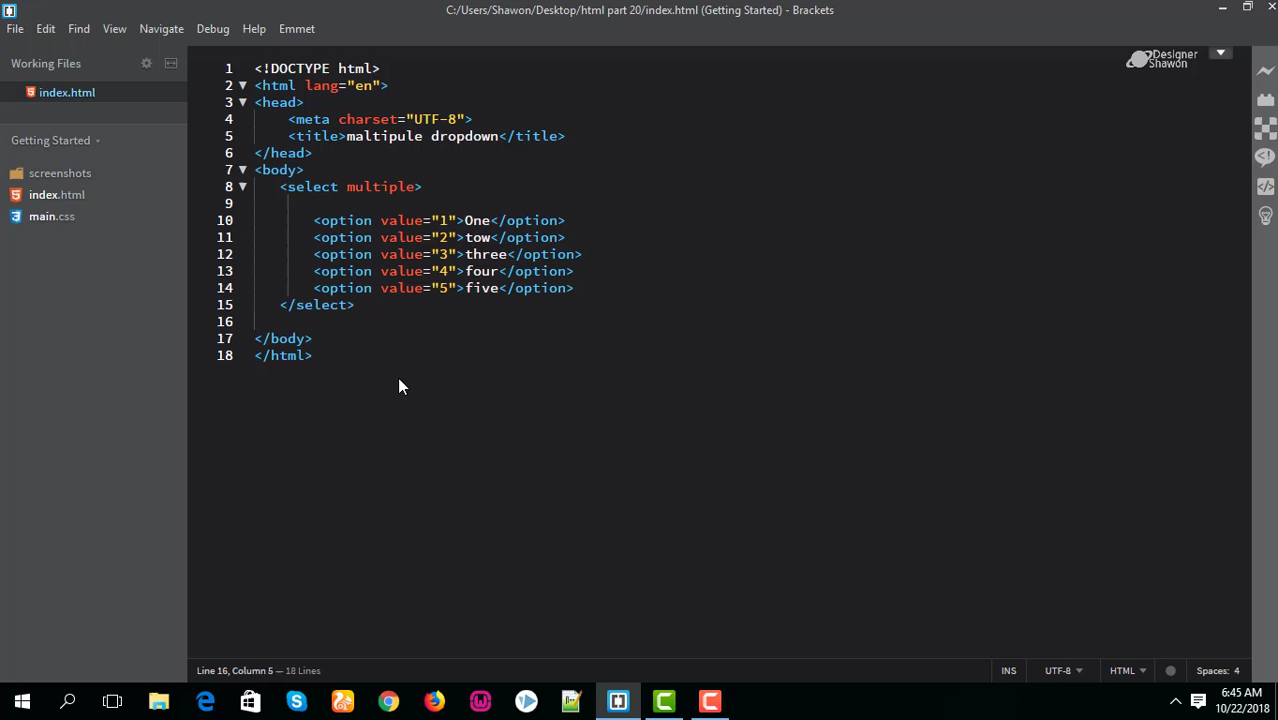 C:/Users/Shawon/Desktop/html part 20/index.html (Getting Started) - Brackets
File Edit Find View Navigate Debug Help Emmet
Working Files
index.html
Getting Started
screenshots
index.html
main.css
Designer
Shawon
1 <!DOCTYPE html>
2 <html lang="en">
3 <head>
4 <meta charset="UTF-8">
5 <title>maltipule dropdown</title>
6 </head>
7 <body>
8 <select multiple>
9
10 <option value="1">One</option>
11 <option value="2">tow</option>
12 <option value="3">three</option>
13 <option value="4">four</option>
14 <option value="5">five</option>
15 </select>
16
17 </body>
18 </html>
Line 16, Column 5 — 18 Lines
INS UTF-8 HTML Spaces: 4
6:45 AM
10/22/2018